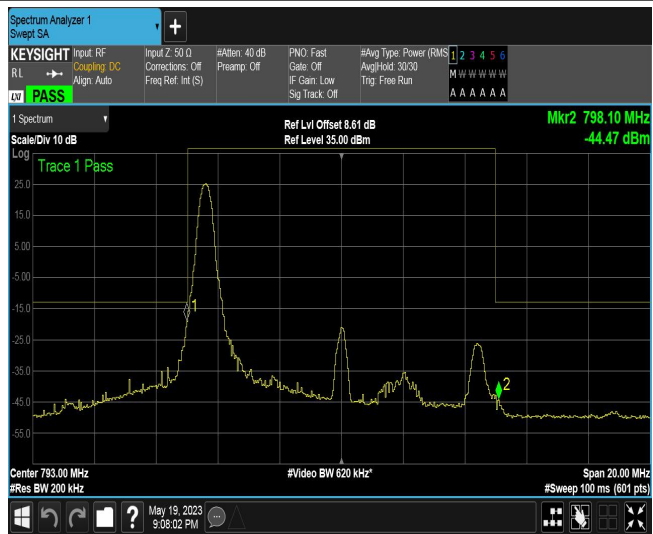 Spectrum Analyzer 1
Swept SA
+
KEYSIGHT
RL
LXI PASS
Input: RF
Coupling: DC
Align: Auto
Input Z: 50 Ω
Corrections: Off
Freq Ref: Int (S)
#Atten: 40 dB
Preamp: Off
PNO: Fast
Gate: Off
IF Gain: Low
Sig Track: Off
#Avg Type: Power (RMS
Avg|Hold: 30/30
Trig: Free Run
1 2 3 4 5 6
M W W W W W
A A A A A A
1 Spectrum
Scale/Div 10 dB
Log
Ref Lvl Offset 8.61 dB
Ref Level 35.00 dBm
Mkr2 798.10 MHz
-44.47 dBm
Trace 1 Pass
25.0
15.0
5.00
-5.00
-15.0
-25.0
-35.0
-45.0
-55.0
1
2
Center 793.00 MHz
#Res BW 200 kHz
#Video BW 620 kHz*
Span 20.00 MHz
#Sweep 100 ms (601 pts)
?
May 19, 2023
9:08:02 PM